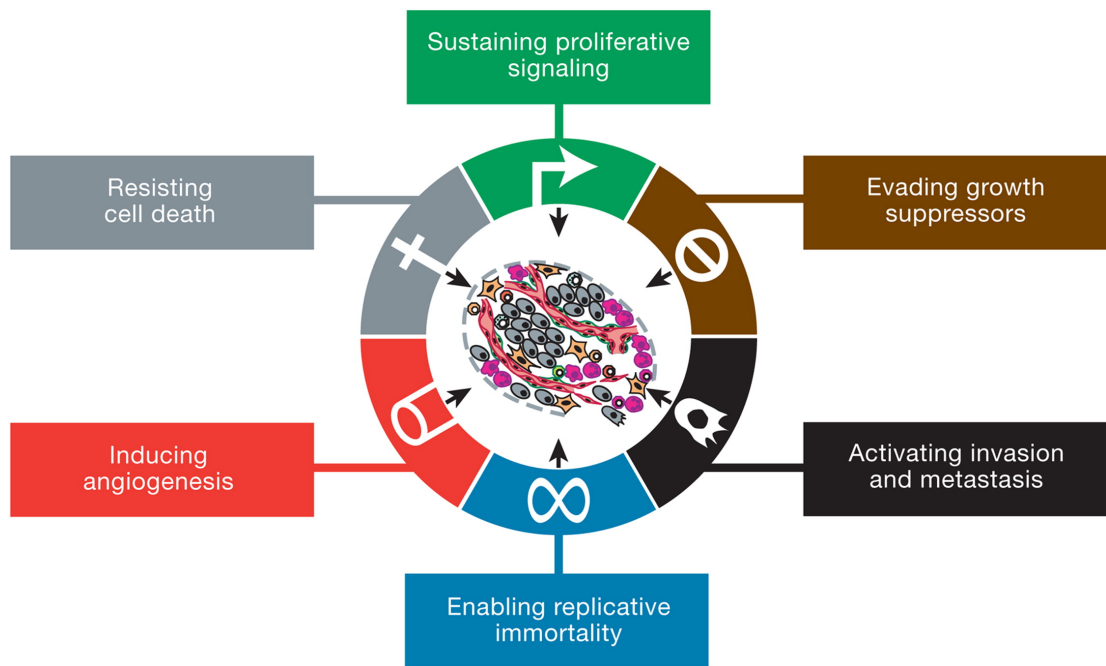 Sustaining proliferative
signaling
Resisting
cell death
Evading growth
suppressors
Inducing
angiogenesis
Activating invasion
and metastasis
Enabling replicative
immortality